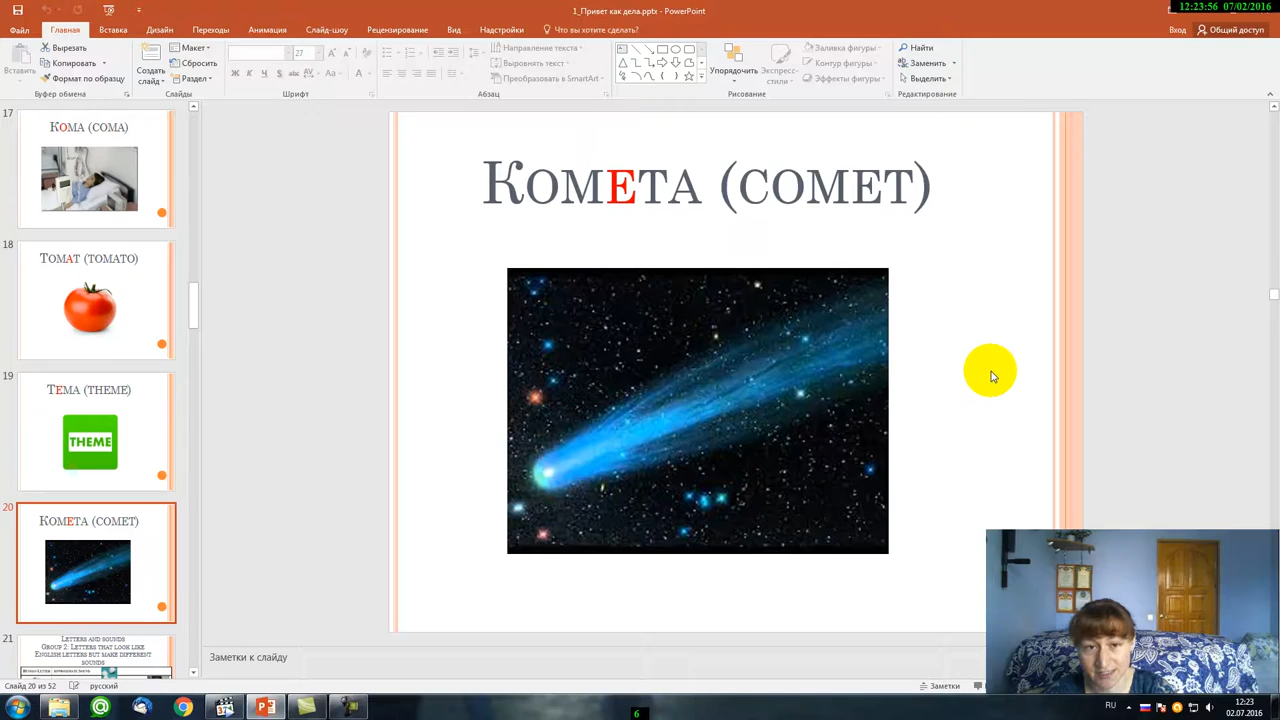 12:23:56 07/02/2016
1_Привет как дела.pptx - PowerPoint
Файл Главная Вставка Дизайн Переходы Анимация Слайд-шоу Рецензирование Вид Надстройки Что вы хотите сделать? Вход Общий доступ
Вставить
Вырезать
Копировать
Формат по образцу
Буфер обмена
Создать слайд
Макет
Сбросить
Раздел
Слайды
27
Ж К Ч S abc AV Aa A
Шрифт
Направление текста
Выровнять текст
Преобразовать в SmartArt
Абзац
Упорядочить
Экспресс-стили
Заливка фигуры
Контур фигуры
Эффекты фигуры
Рисование
Найти
Заменить
Выделить
Редактирование
17
КОМА (COMA)
18
ТОМАТ (TOMATO)
19
ТЕМА (THEME)
THEME
20
КОМЕТА (COMET)
21
LETTERS AND SOUNDS
GROUP 2: LETTERS THAT LOOK LIKE
ENGLISH LETTERS BUT MAKE DIFFERENT
SOUNDS
КОМЕТА (COMET)
Заметки к слайду
Слайд 20 из 52 русский
Заметки
6
RU
12:23
02.07.2016